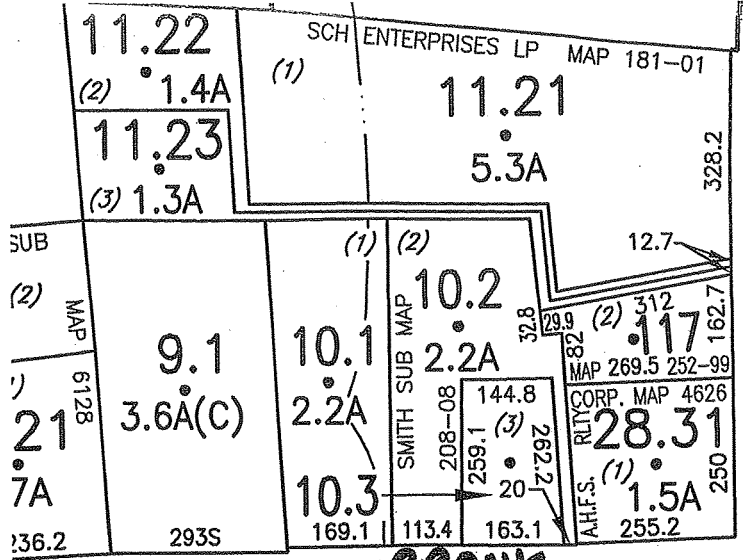 11.22
(2) 1.4A
11.23
(3) 1.3A
(1)
SCH ENTERPRISES LP MAP 181-01
11.21
5.3A
328.2
12.7
SUB
(2)
MAP
6128
21
7A
236.2
9.1
3.6A(C)
293S
(1)
10.1
2.2A
10.3
169.1
(2)
10.2
2.2A
SMITH SUB MAP
208-08
113.4
144.8
(3)
259.1
262.2
20
163.1
32.8
29.9
82
(2) 312
117
162.7
MAP 269.5 252-99
CORP. MAP 4626
RLTY
28.31
A.H.F.S.
(1)
1.5A
250
255.2